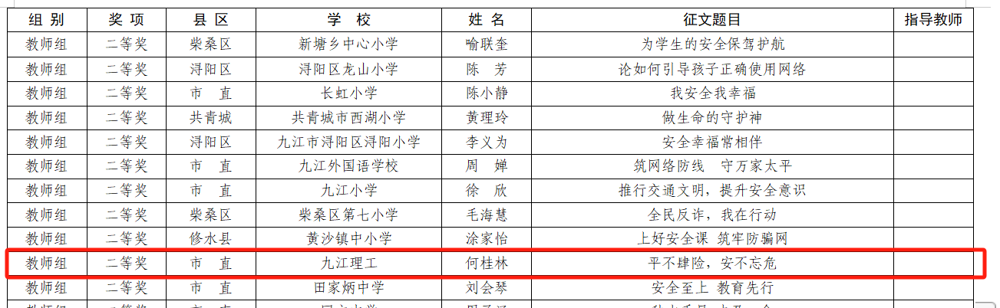 组 别 奖 项 县 区 学 校 姓 名 征文题目 指导教师
教师组 二等奖 柴桑区 新塘乡中心小学 喻联奎 为学生的安全保驾护航
教师组 二等奖 浔阳区 浔阳区龙山小学 陈 芳 论如何引导孩子正确使用网络
教师组 二等奖 市 直 长虹小学 陈小静 我安全我幸福
教师组 二等奖 共青城 共青城市西湖小学 黄理玲 做生命的守护神
教师组 二等奖 浔阳区 九江市浔阳区浔阳小学 李义为 安全幸福常相伴
教师组 二等奖 市 直 九江外国语学校 周 婵 筑网络防线 守万家太平
教师组 二等奖 市 直 九江小学 徐 欣 推行交通文明，提升安全意识
教师组 二等奖 柴桑区 柴桑区第七小学 毛海慧 全民反诈，我在行动
教师组 二等奖 修水县 黄沙镇中小学 涂家怡 上好安全课 筑牢防骗网
教师组 二等奖 市 直 九江理工 何桂林 平不肆险，安不忘危
教师组 二等奖 市 直 田家炳中学 刘会琴 安全至上 教育先行